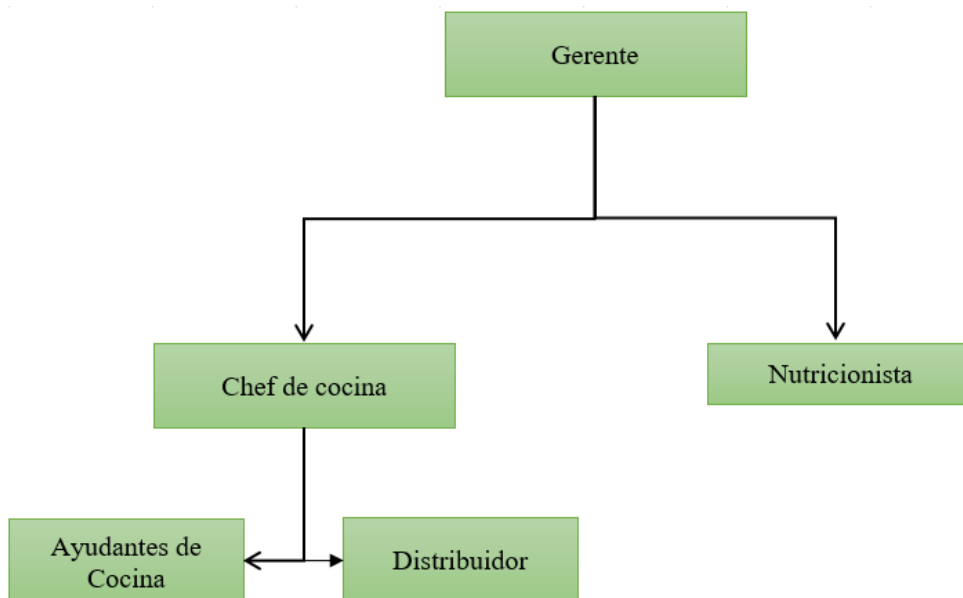 Gerente
Chef de cocina
Nutricionista
Ayudantes de
Cocina
Distribuidor